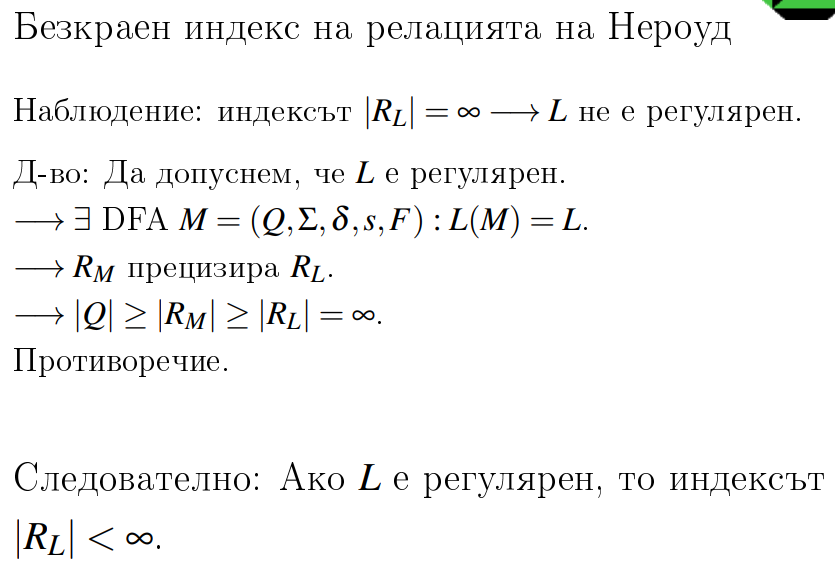 Безкраен индекс на релацията на Нероуд
Наблюдение: индексът |R_L| = ∞ ⟶ L не е регулярен.
Д-во: Да допуснем, че L е регулярен.
⟶ ∃ DFA M = (Q, Σ, δ, s, F) : L(M) = L.
⟶ R_M прецизира R_L.
⟶ |Q| ≥ |R_M| ≥ |R_L| = ∞.
Противоречие.
Следователно: Ако L е регулярен, то индексът
|R_L| < ∞.